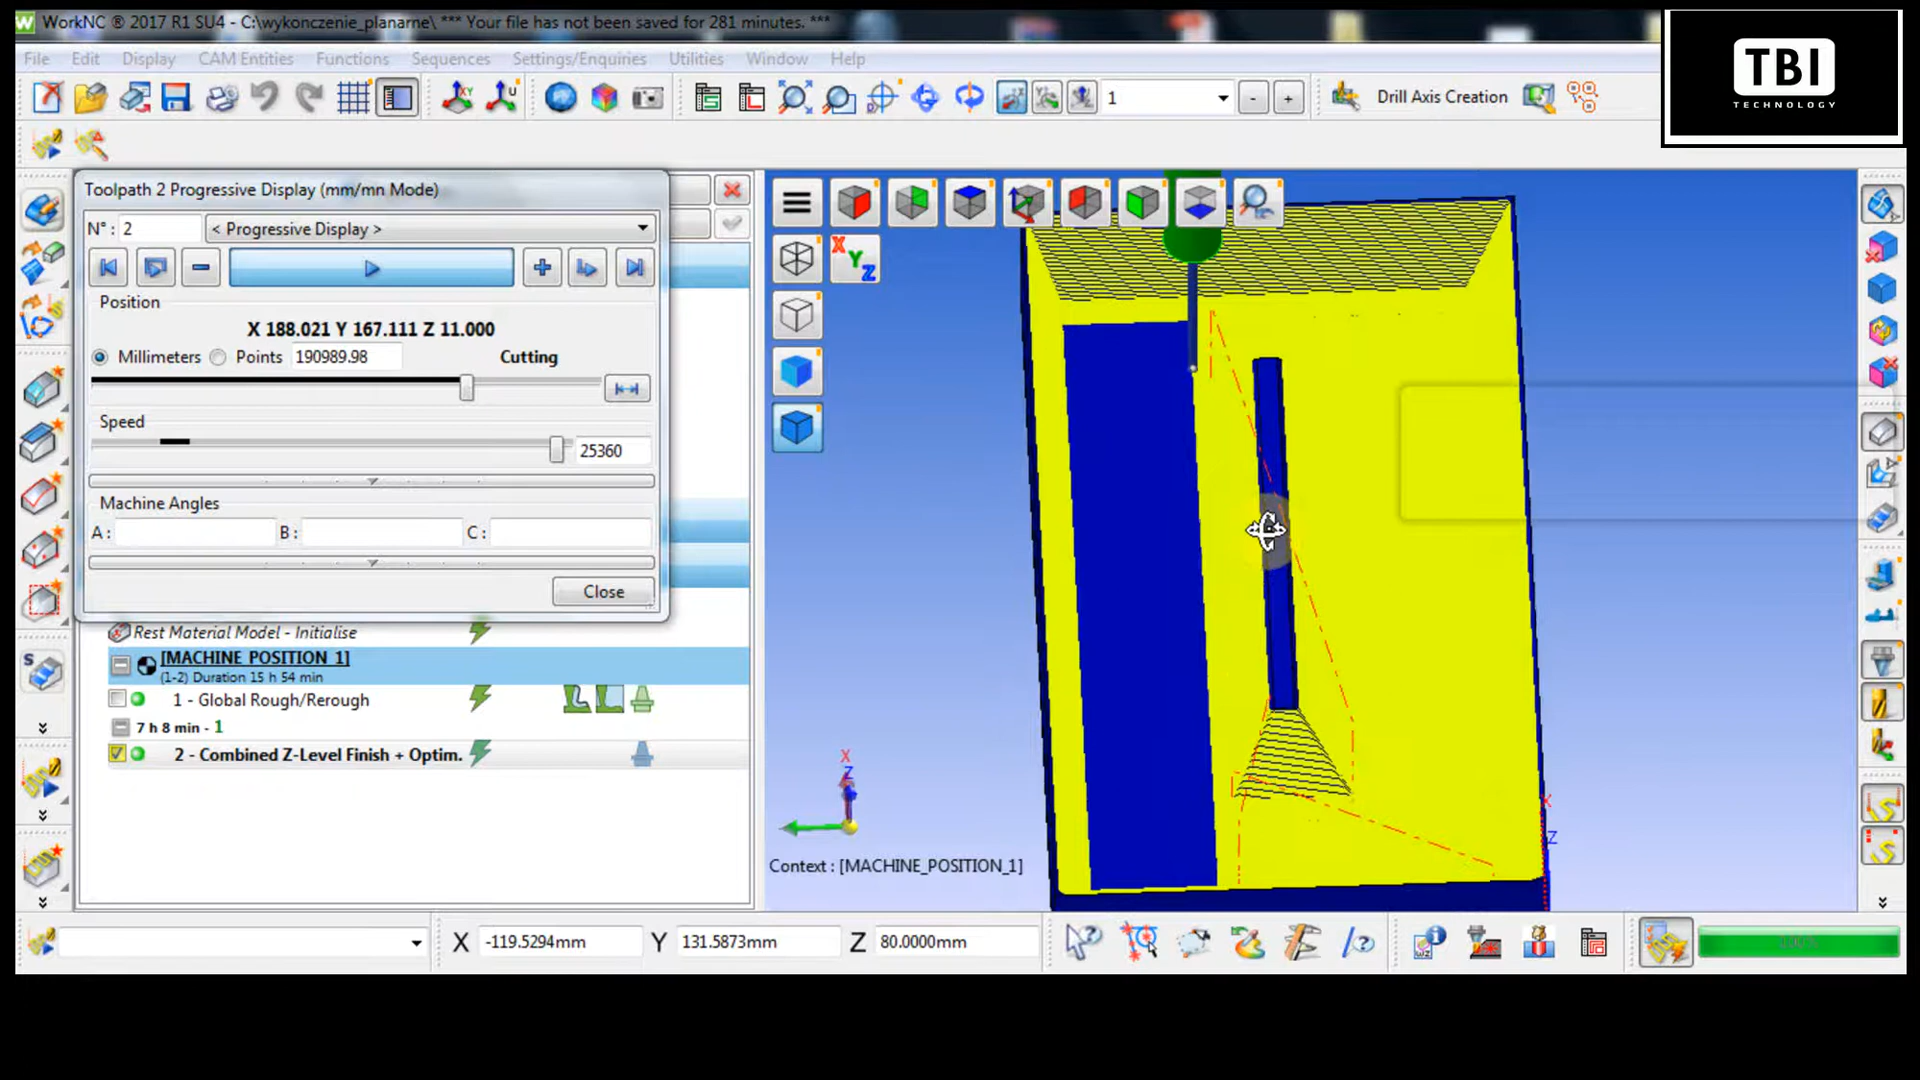 WorkNC ® 2017 R1 SU4 - C:\wykonczenie_planarne\ *** Your file has not been saved for 281 minutes. ***
TBI
TECHNOLOGY
File Edit Display CAM Entities Functions Sequences Settings/Enquiries Utilities Window Help
1 - + Drill Axis Creation
Toolpath 2 Progressive Display (mm/mn Mode)
N° : 2 < Progressive Display >
Position
X 188.021 Y 167.111 Z 11.000
Millimeters Points 190989.98 Cutting
Speed
25360
Machine Angles
A : B : C :
Close
Rest Material Model - Initialise
[MACHINE_POSITION_1]
(1-2) Duration 15 h 54 min
1 - Global Rough/Rerough
7 h 8 min - 1
2 - Combined Z-Level Finish + Optim.
X
Y
Z
X
Z
X
Z
Context : [MACHINE_POSITION_1]
X -119.5294mm Y 131.5873mm Z 80.0000mm
100%